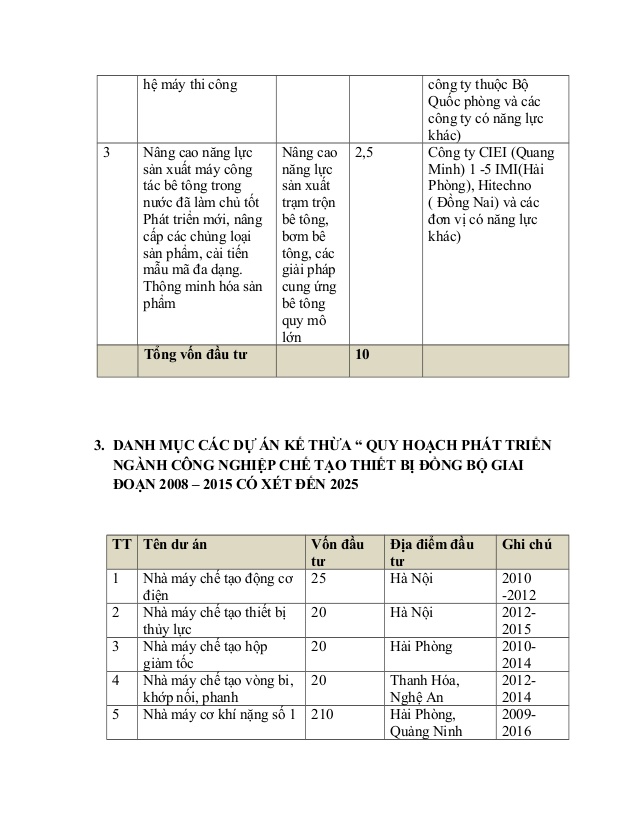 hệ máy thi công
công ty thuộc Bộ
Quốc phòng và các
công ty có năng lực
khác)
3
Nâng cao năng lực
sản xuất máy công
tác bê tông trong
nước đã làm chủ tốt
Phát triển mới, nâng
cấp các chủng loại
sản phẩm, cải tiến
mẫu mã đa dạng.
Thông minh hóa sản
phẩm
Nâng cao
năng lực
sản xuất
trạm trộn
bê tông,
bơm bê
tông, các
giải pháp
cung ứng
bê tông
quy mô
lớn
2,5
Công ty CIEI (Quang
Minh) 1 -5 IMI(Hải
Phòng), Hitechno
( Đồng Nai) và các
đơn vị có năng lực
khác)
Tổng vốn đầu tư
10
3. DANH MỤC CÁC DỰ ÁN KẾ THỪA “ QUY HOẠCH PHÁT TRIỂN
NGÀNH CÔNG NGHIỆP CHẾ TẠO THIẾT BỊ ĐỒNG BỘ GIAI
ĐOẠN 2008 – 2015 CÓ XÉT ĐẾN 2025
TT Tên dư án Vốn đầu Địa điểm đầu Ghi chú
tư tư
1 Nhà máy chế tạo động cơ 25 Hà Nội 2010
điện -2012
2 Nhà máy chế tạo thiết bị 20 Hà Nội 2012-
thủy lực 2015
3 Nhà máy chế tạo hộp 20 Hải Phòng 2010-
giảm tốc 2014
4 Nhà máy chế tạo vòng bi, 20 Thanh Hóa, 2012-
khớp nối, phanh Nghệ An 2014
5 Nhà máy cơ khí nặng số 1 210 Hải Phòng, 2009-
Quảng Ninh 2016